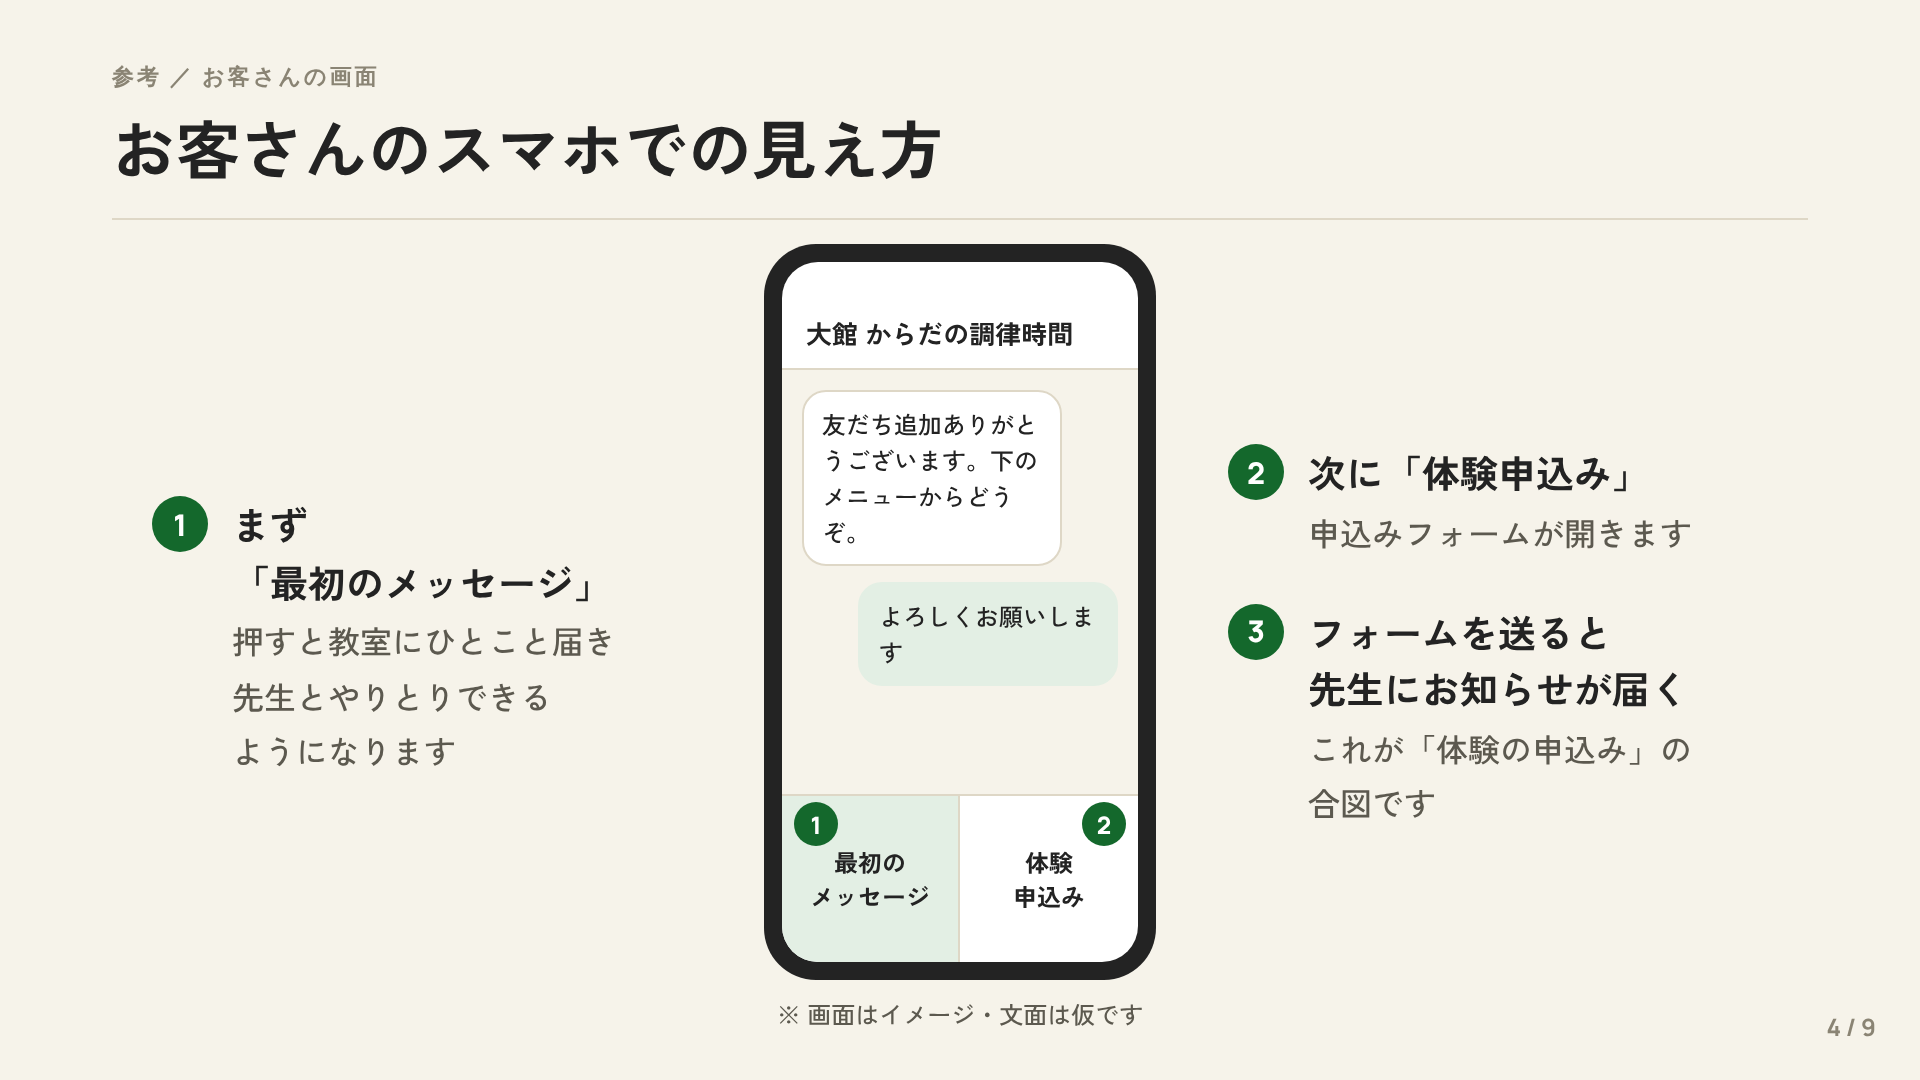 参考 ／ お客さんの画面
お客さんのスマホでの見え方
1 まず
「最初のメッセージ」
押すと教室にひとこと届き
先生とやりとりできる
ようになります
大館 からだの調律時間
友だち追加ありがと
うございます。下の
メニューからどう
ぞ。
よろしくお願いしま
す
1
最初の
メッセージ
2
体験
申込み
※ 画面はイメージ・文面は仮です
2 次に「体験申込み」
申込みフォームが開きます
3 フォームを送ると
先生にお知らせが届く
これが「体験の申込み」の
合図です
4 / 9